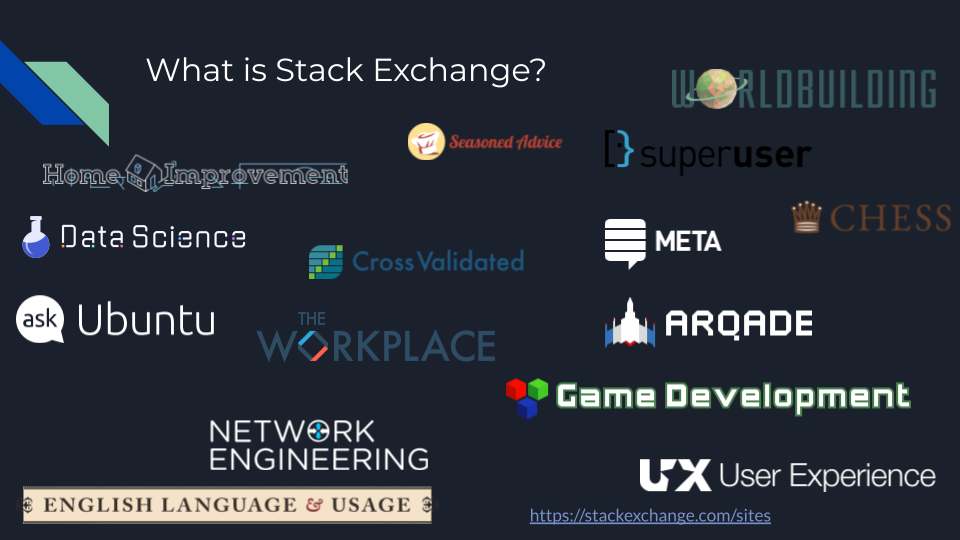 What is Stack Exchange?
WORLDBUILDING
Seasoned Advice
superuser
Home Improvement
CHESS
Data Science
META
Cross Validated
ask Ubuntu
THE
WORKPLACE
ARQADE
Game Development
NETWORK
ENGINEERING
UX User Experience
ENGLISH LANGUAGE & USAGE
https://stackexchange.com/sites